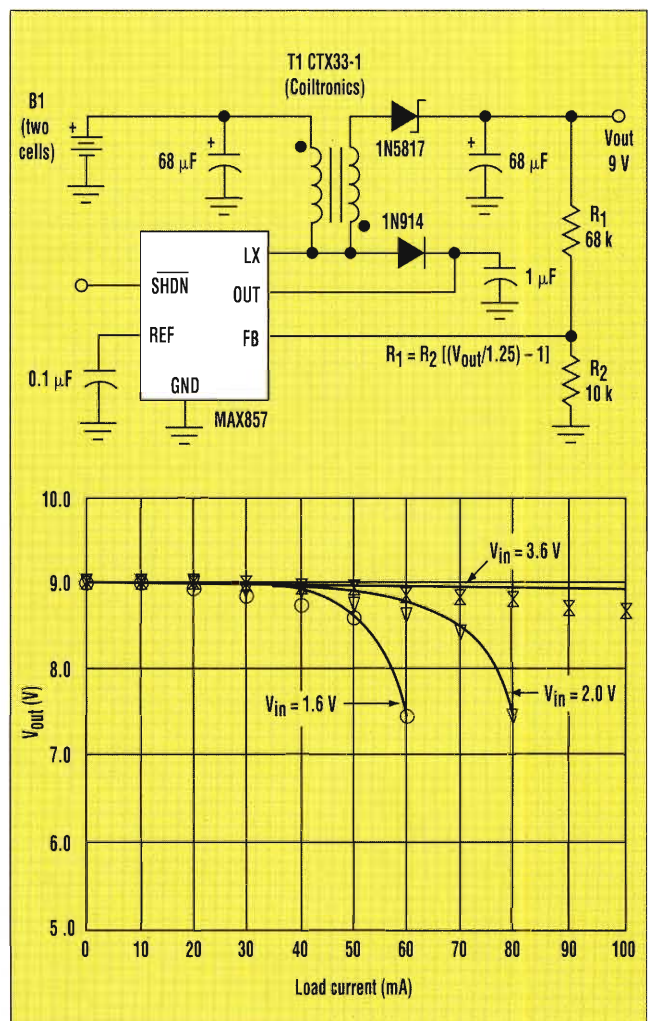 T1 CTX33-1
(Coiltronics)
B1
(two
cells)
+
68 µF
+
1N5817
+
68 µF
Vout
9 V
R1
68 k
1N914
LX
SHDN
OUT
1 µF
REF
FB
R1 = R2 [(Vout/1.25) – 1]
R2
10 k
0.1 µF
GND
MAX857
10.0
9.0
8.0
7.0
6.0
5.0
Vout (V)
Vin = 3.6 V
Vin = 1.6 V
Vin = 2.0 V
0 10 20 30 40 50 60 70 80 90 100
Load current (mA)